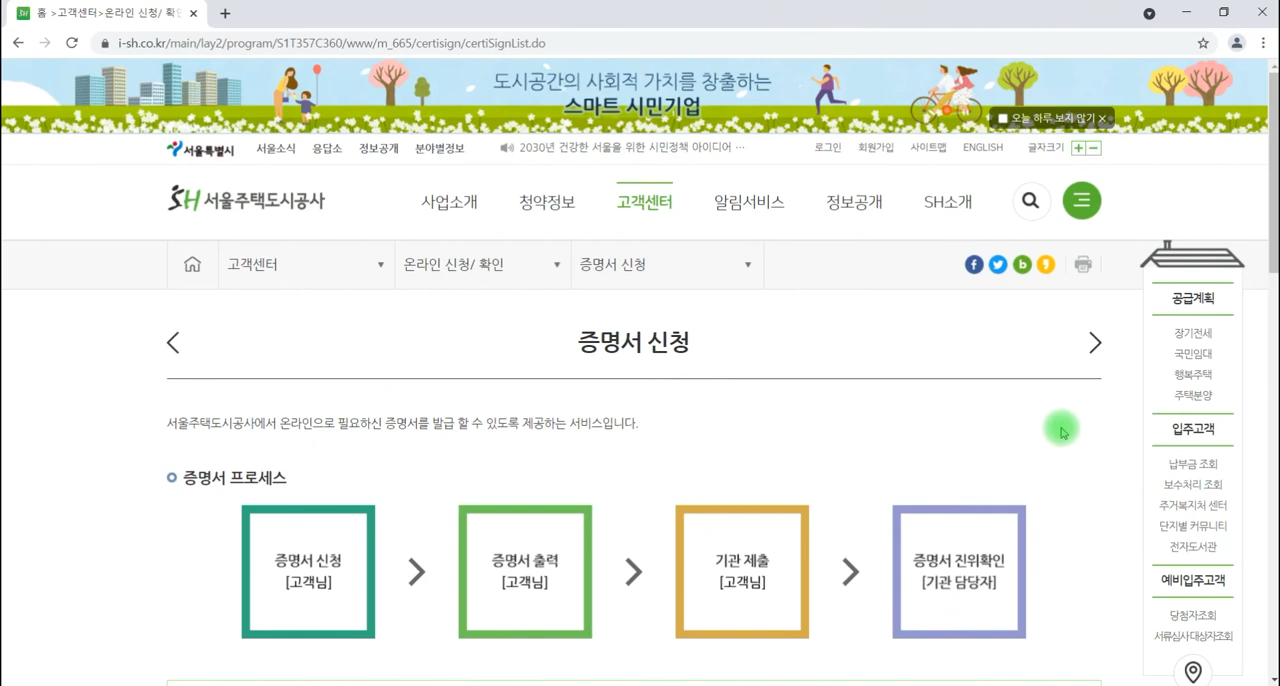 홈 >고객센터>온라인 신청/ 확인
i-sh.co.kr/main/lay2/program/S1T357C360/www/m_665/certisign/certiSignList.do
도시공간의 사회적 가치를 창출하는
스마트 시민기업
오늘 하루 보지 않기
서울특별시 서울소식 응답소 정보공개 분야별정보 2030년 건강한 서울을 위한 시민정책 아이디어 ··· 로그인 회원가입 사이트맵 ENGLISH 글자크기 + -
SH 서울주택도시공사 사업소개 청약정보 고객센터 알림서비스 정보공개 SH소개
고객센터 온라인 신청/ 확인 증명서 신청
증명서 신청
서울주택도시공사에서 온라인으로 필요하신 증명서를 발급 할 수 있도록 제공하는 서비스입니다.
증명서 프로세스
증명서 신청
[고객님]
증명서 출력
[고객님]
기관 제출
[고객님]
증명서 진위확인
[기관 담당자]
공급계획
장기전세
국민임대
행복주택
주택분양
입주고객
납부금 조회
보수처리 조회
주거복지처 센터
단지별 커뮤니티
전자도서관
예비입주고객
당첨자조회
서류심사대상자조회